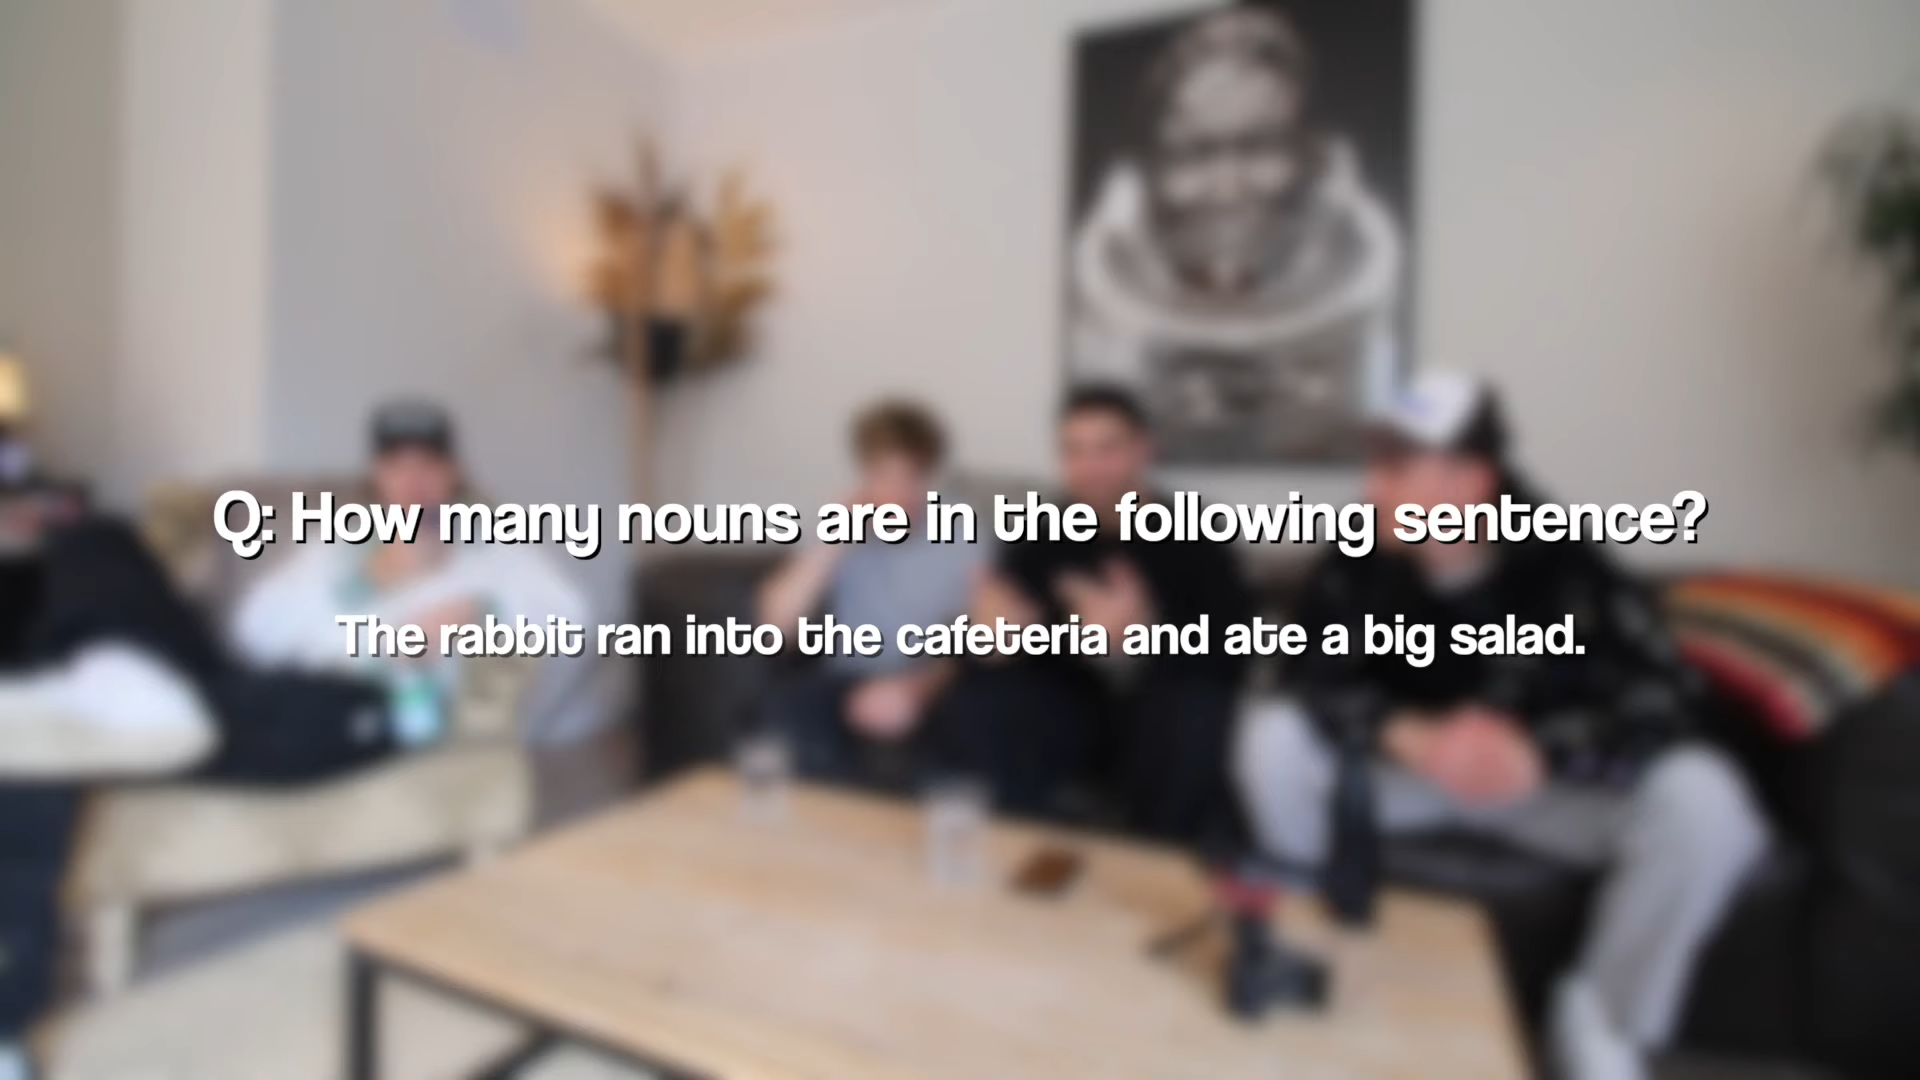 Q: How many nouns are in the following sentence?
The rabbit ran into the cafeteria and ate a big salad.